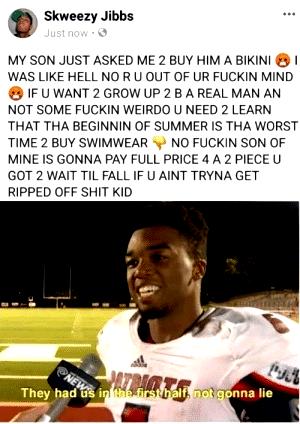 Skweezy Jibbs
Just now
MY SON JUST ASKED ME 2 BUY HIM A BIKINI 😡 I
WAS LIKE HELL NO R U OUT OF UR FUCKIN MIND
😡 IF U WANT 2 GROW UP 2 B A REAL MAN AN
NOT SOME FUCKIN WEIRDO U NEED 2 LEARN
THAT THA BEGINNIN OF SUMMER IS THA WORST
TIME 2 BUY SWIMWEAR 👎 NO FUCKIN SON OF
MINE IS GONNA PAY FULL PRICE 4 A 2 PIECE U
GOT 2 WAIT TIL FALL IF U AINT TRYNA GET
RIPPED OFF SHIT KID
adidas
PATRIOTS
@NEWS
They had us in the first half, not gonna lie